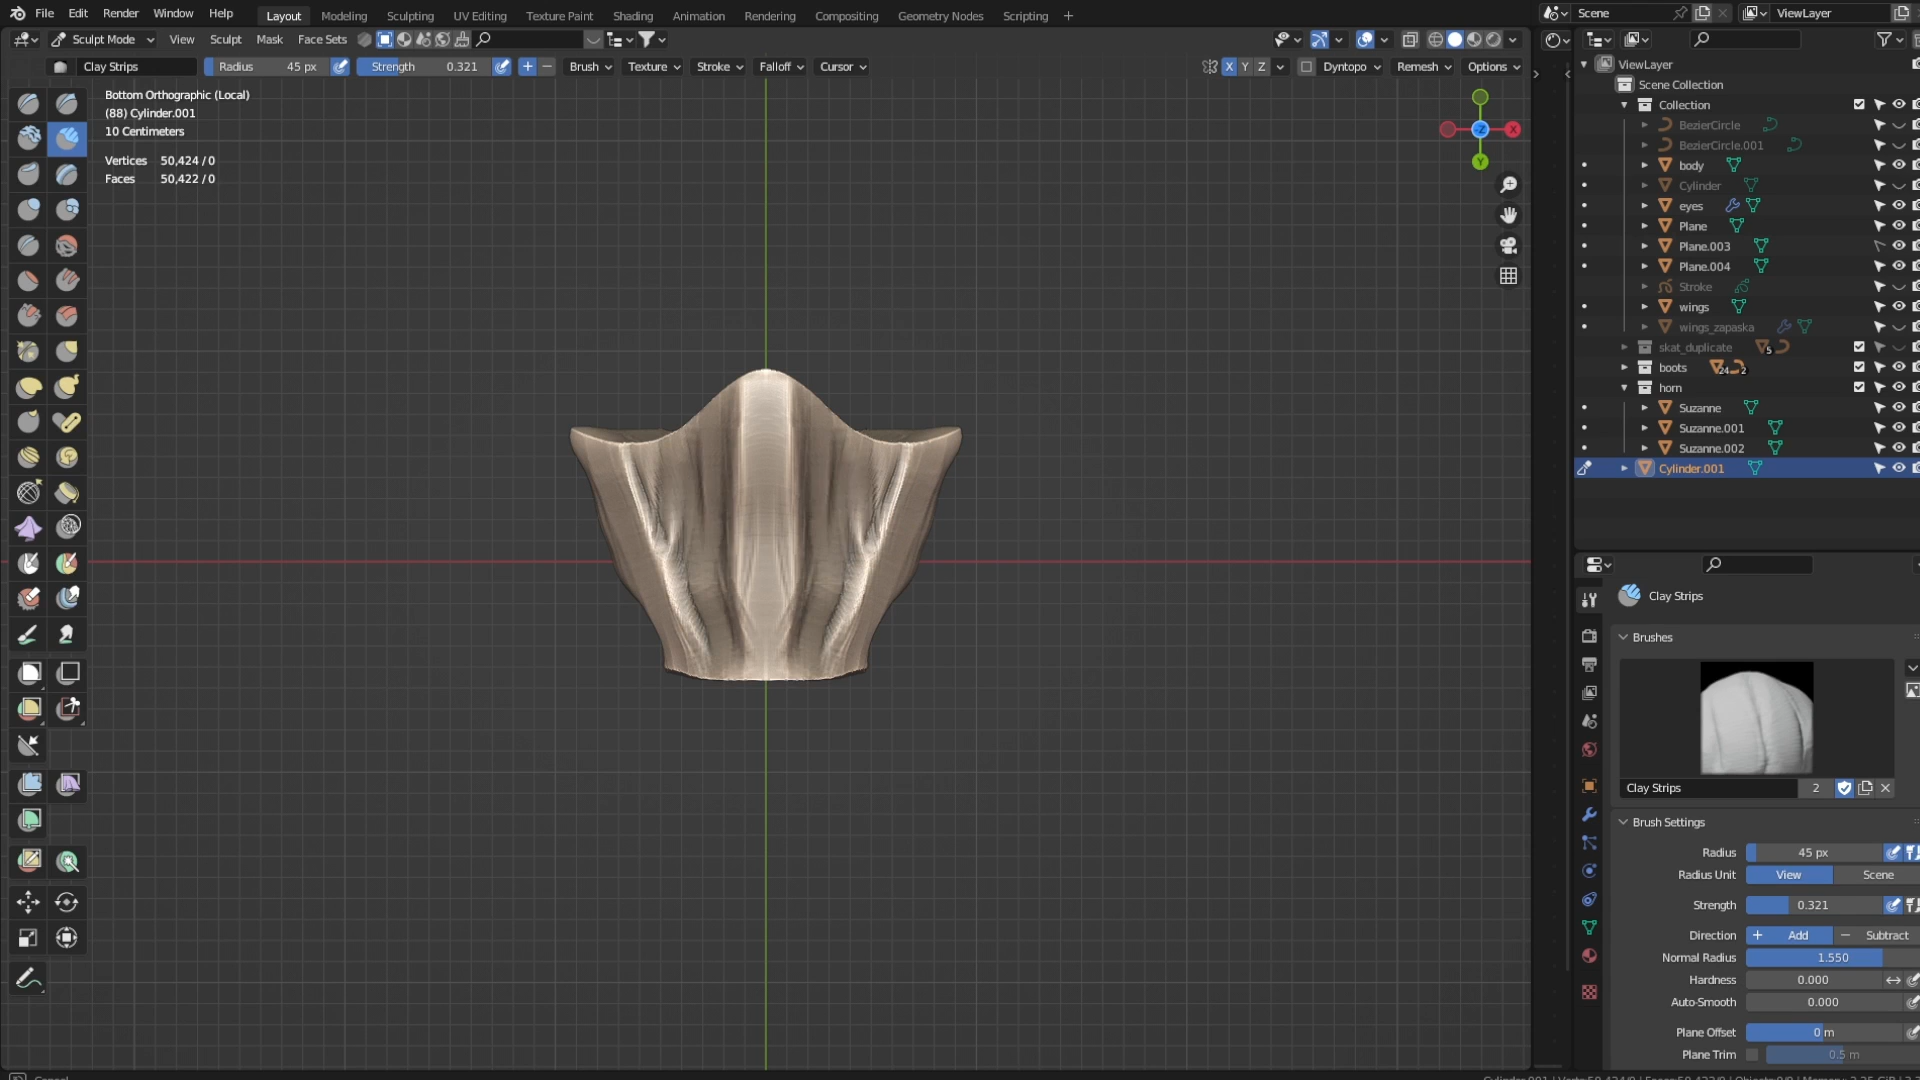 File Edit Render Window Help Layout Modeling Sculpting UV Editing Texture Paint Shading Animation Rendering Compositing Geometry Nodes Scripting + Scene ViewLayer
Sculpt Mode View Sculpt Mask Face Sets
Clay Strips Radius 45 px Strength 0.321 Brush Texture Stroke Falloff Cursor X Y Z Dyntopo Remesh Options
Bottom Orthographic (Local)
(88) Cylinder.001
10 Centimeters
Vertices 50,424 / 0
Faces 50,422 / 0
-Z X
Y
ViewLayer
Scene Collection
Collection
BezierCircle
BezierCircle.001
body
Cylinder
eyes
Plane
Plane.003
Plane.004
Stroke
wings
wings_zapaska
skat_duplicate 5
boots 24 2
horn
Suzanne
Suzanne.001
Suzanne.002
Cylinder.001
Clay Strips
Brushes
Clay Strips 2
Brush Settings
Radius 45 px
Radius Unit View Scene
Strength 0.321
Direction + Add − Subtract
Normal Radius 1.550
Hardness 0.000
Auto-Smooth 0.000
Plane Offset 0 m
Plane Trim 0.5 m